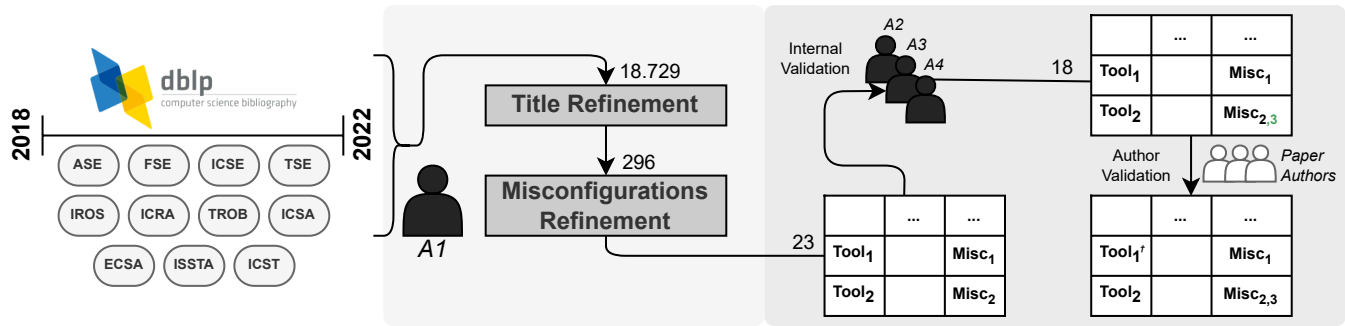 2018
dblp
computer science bibliography
2022
ASE
FSE
ICSE
TSE
IROS
ICRA
TROB
ICSA
ECSA
ISSTA
ICST
A1
18.729
Title Refinement
296
Misconfigurations
Refinement
23
... ...
Tool1 Misc1
Tool2 Misc2
Internal
Validation
A2
A3
A4
18
... ...
Tool1 Misc1
Tool2 Misc2,3
Author
Validation
Paper
Authors
... ...
Tool1† Misc1
Tool2 Misc2,3